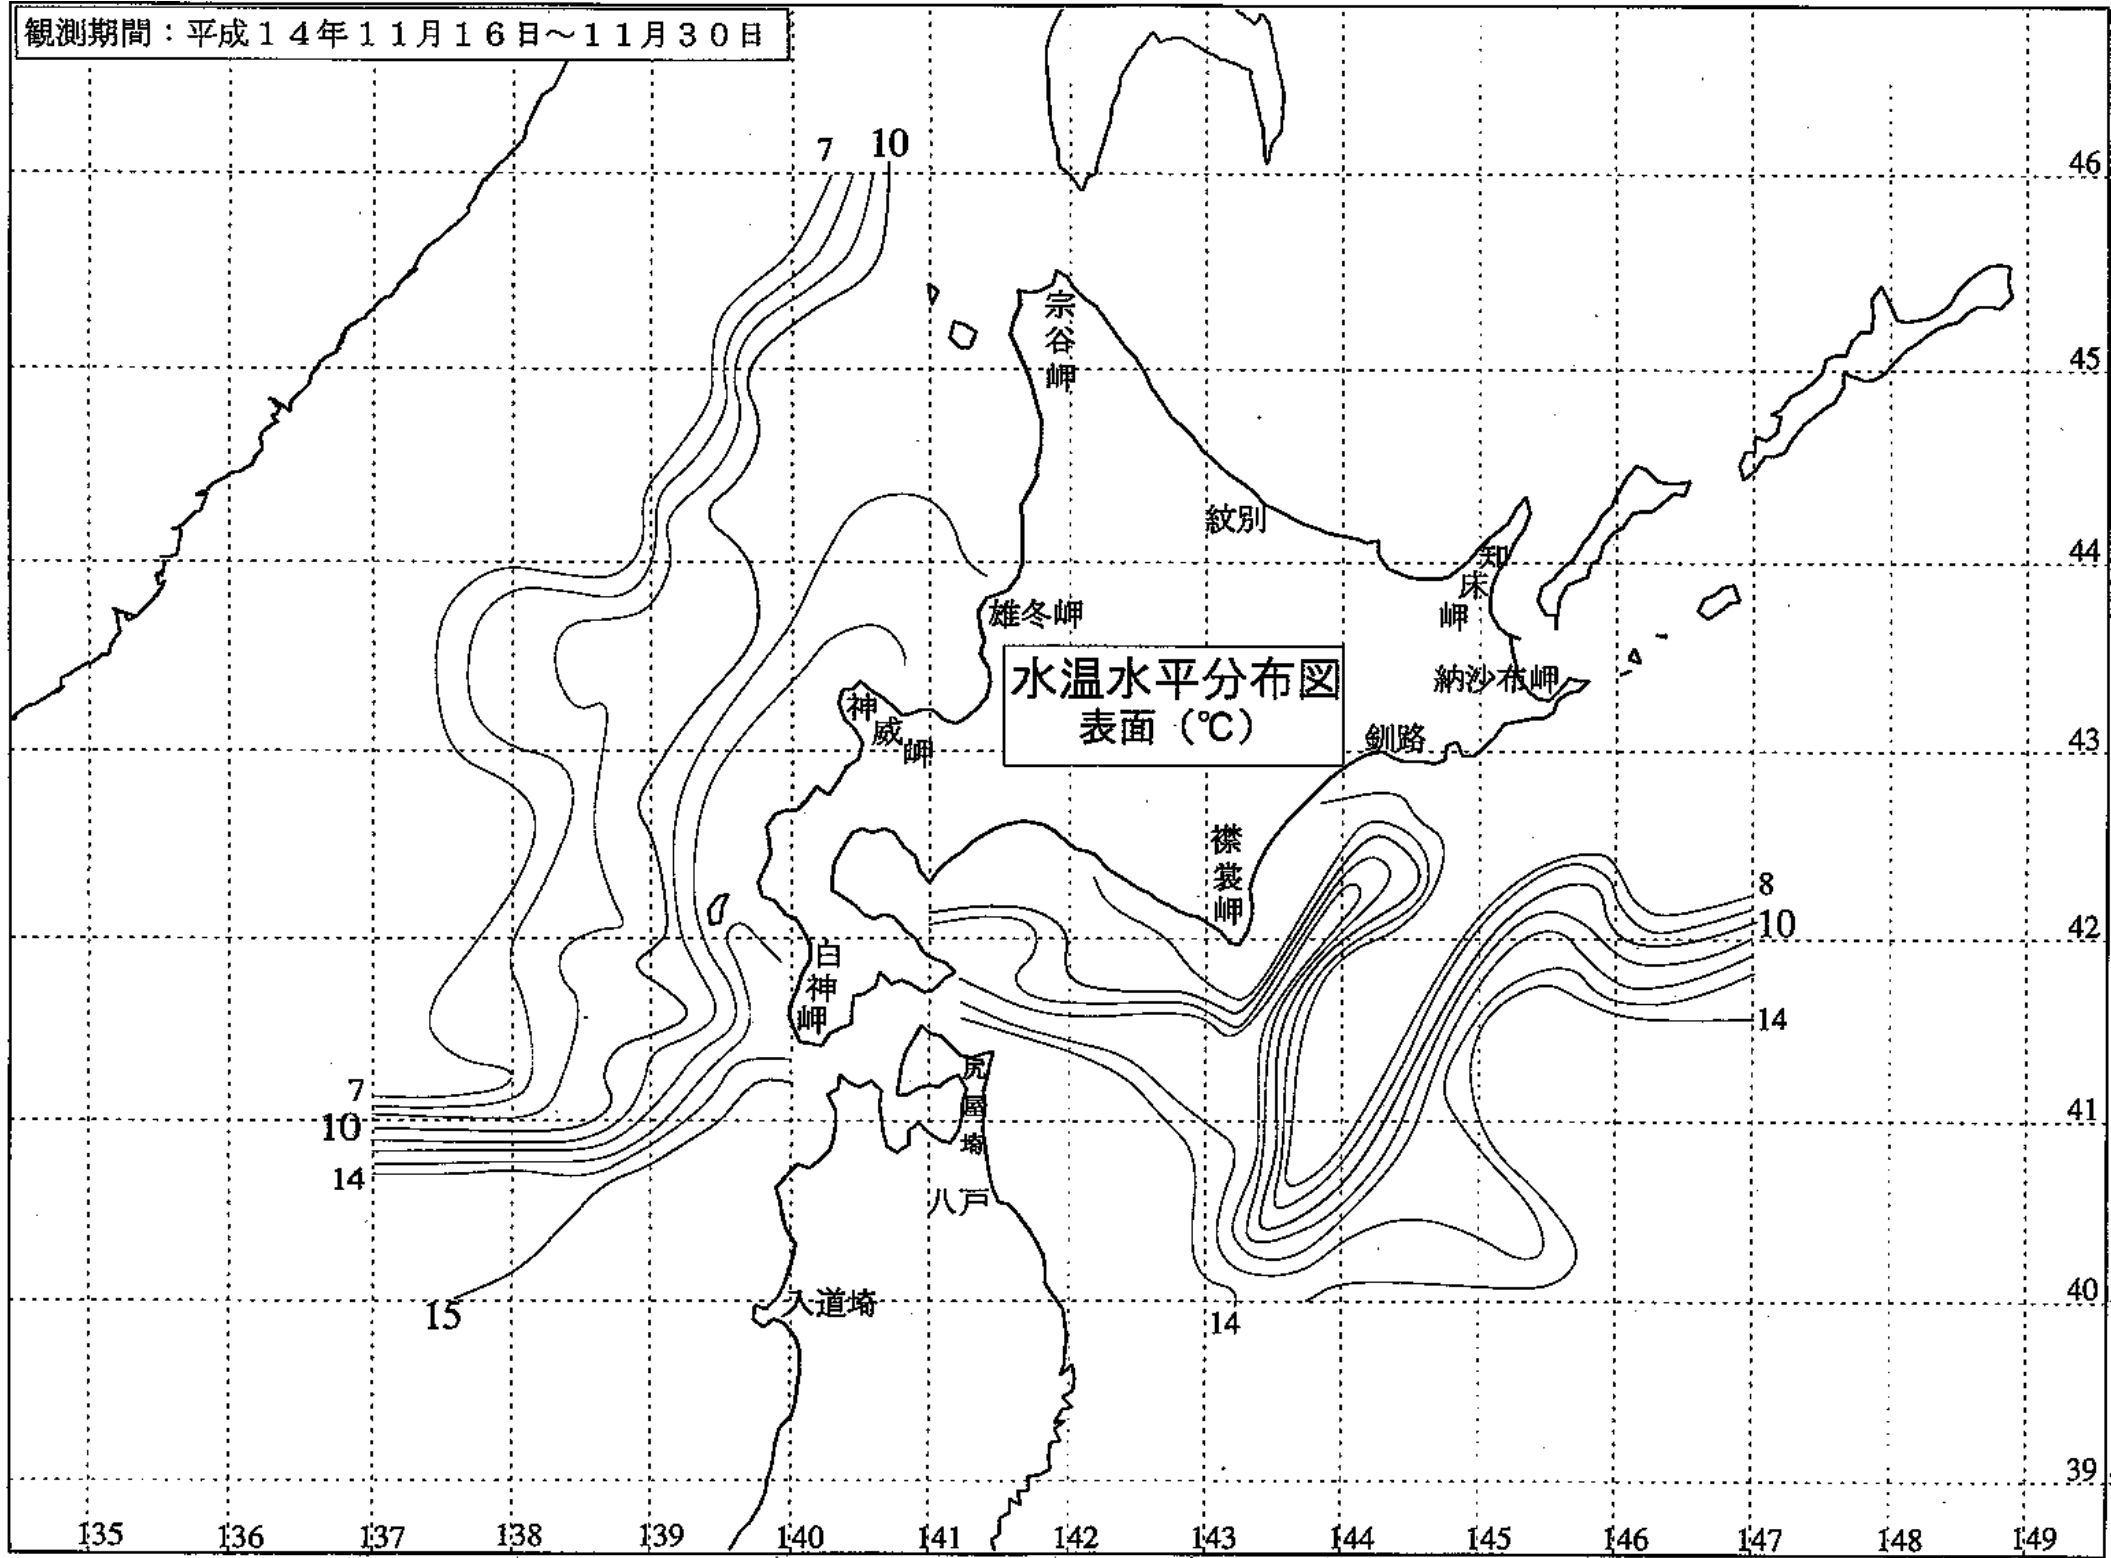 観測期間：平成１４年１１月１６日～１１月３０日
7 10
46
宗谷岬
45
紋別
44
知床岬
雄冬岬
水温水平分布図
表面（℃）
納沙布岬
神威岬
釧路
43
襟裳岬
8
10
42
白神岬
14
尻屋埼
7
10
41
14
八戸
入道埼
40
15
14
39
135 136 137 138 139 140 141 142 143 144 145 146 147 148 149